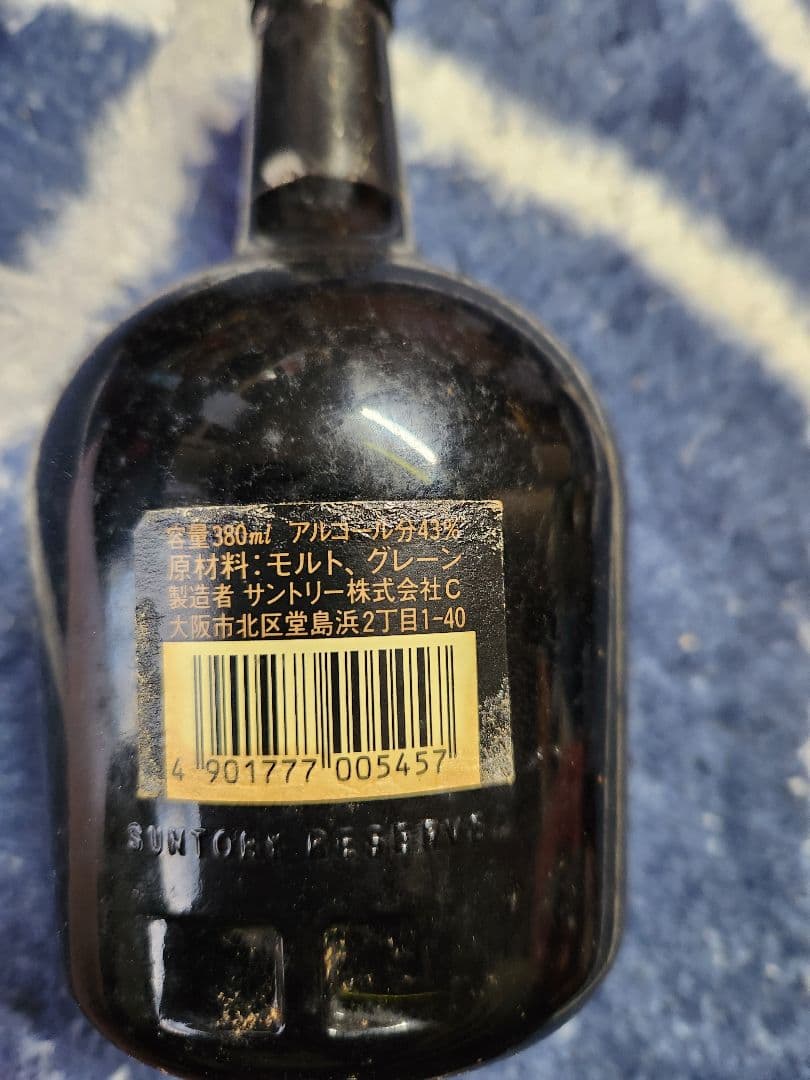 容量380ml アルコール分43%
原材料：モルト、グレーン
製造者 サントリー株式会社C
大阪市北区堂島浜2丁目1-40
4 901777 005457
SUNTORY RESERVE